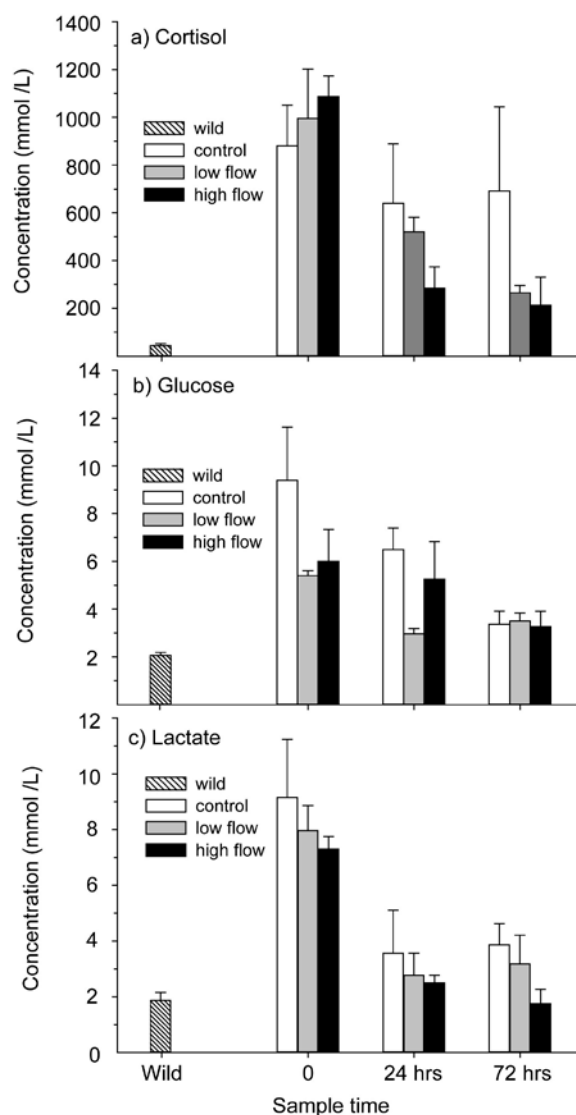 a) Cortisol
1400
1200
1000
800
600
400
200
Concentration (mmol /L)
wild
control
low flow
high flow
b) Glucose
14
12
10
8
6
4
2
Concentration (mmol /L)
wild
control
low flow
high flow
c) Lactate
12
10
8
6
4
2
0
Concentration (mmol /L)
wild
control
low flow
high flow
Wild 0 24 hrs 72 hrs
Sample time